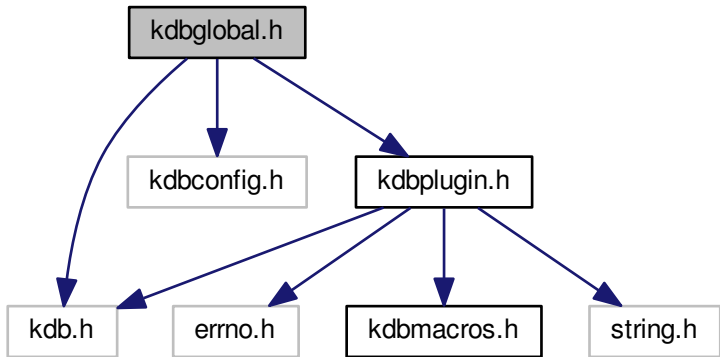 kdbglobal.h
kdbconfig.h
kdbplugin.h
kdb.h
errno.h
kdbmacros.h
string.h